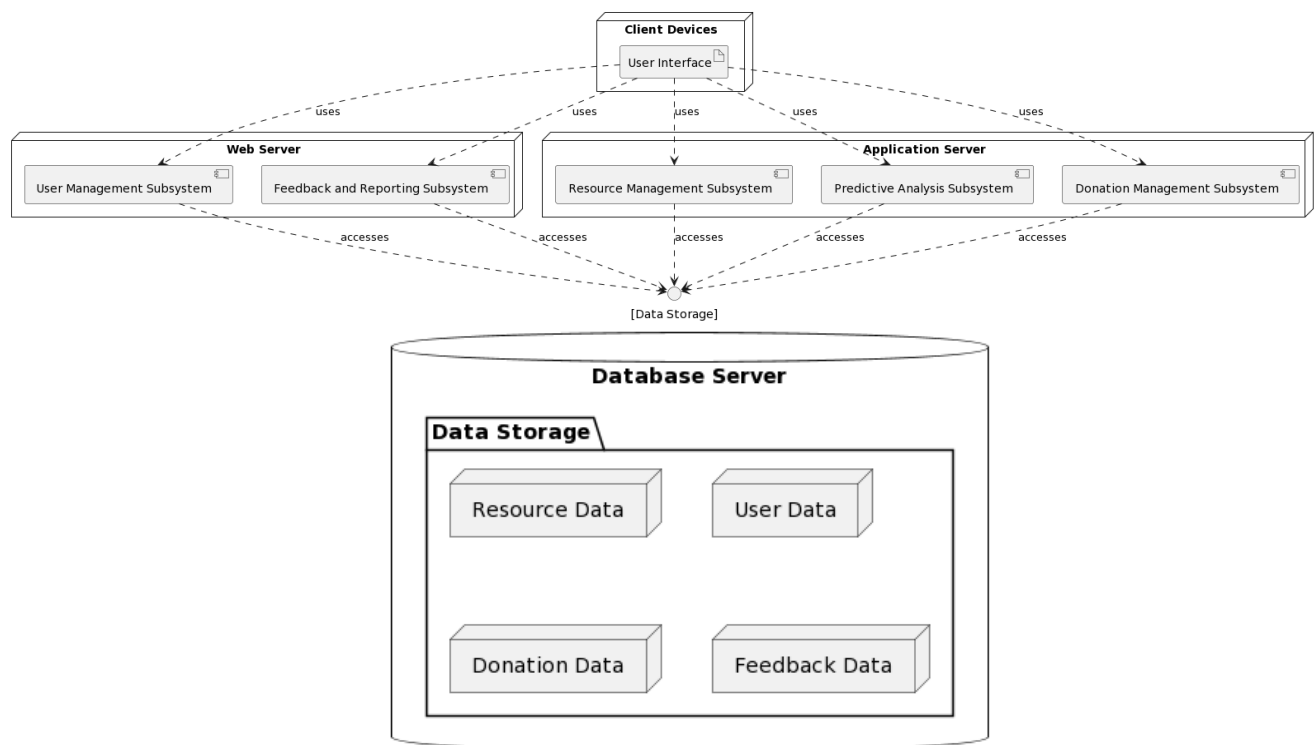 Client Devices
User Interface
uses
uses
uses
uses
uses
Web Server
Application Server
User Management Subsystem
Feedback and Reporting Subsystem
Resource Management Subsystem
Predictive Analysis Subsystem
Donation Management Subsystem
accesses
accesses
accesses
accesses
accesses
[Data Storage]
Database Server
Data Storage
Resource Data
User Data
Donation Data
Feedback Data